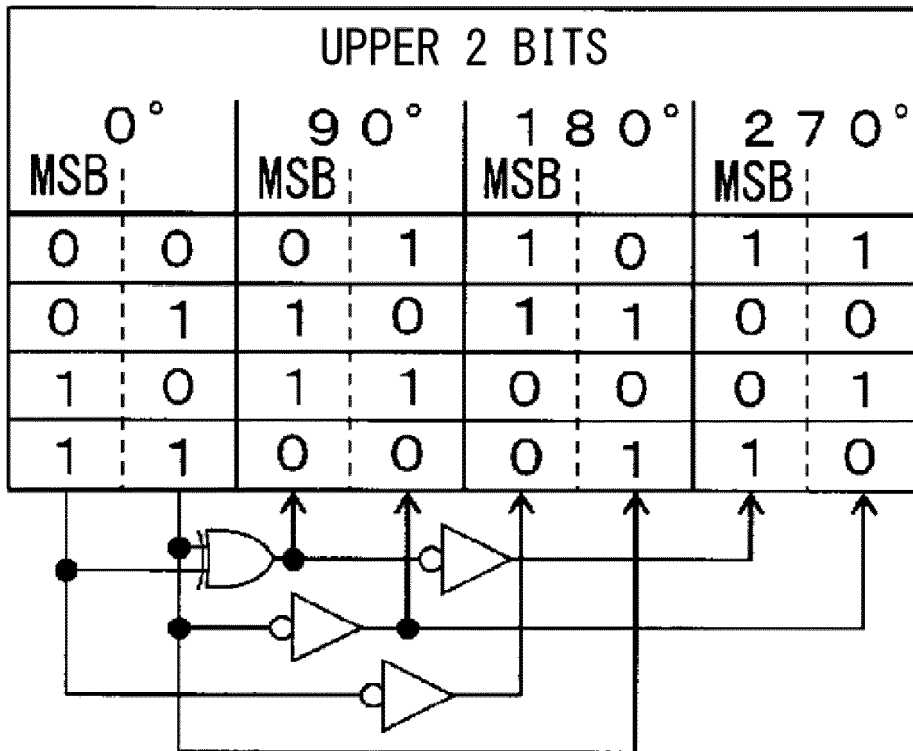 UPPER 2 BITS
0° 90° 180° 270°
MSB MSB MSB MSB
0 0 0 1 1 0 1 1
0 1 1 0 1 1 0 0
1 0 1 1 0 0 0 1
1 1 0 0 0 1 1 0